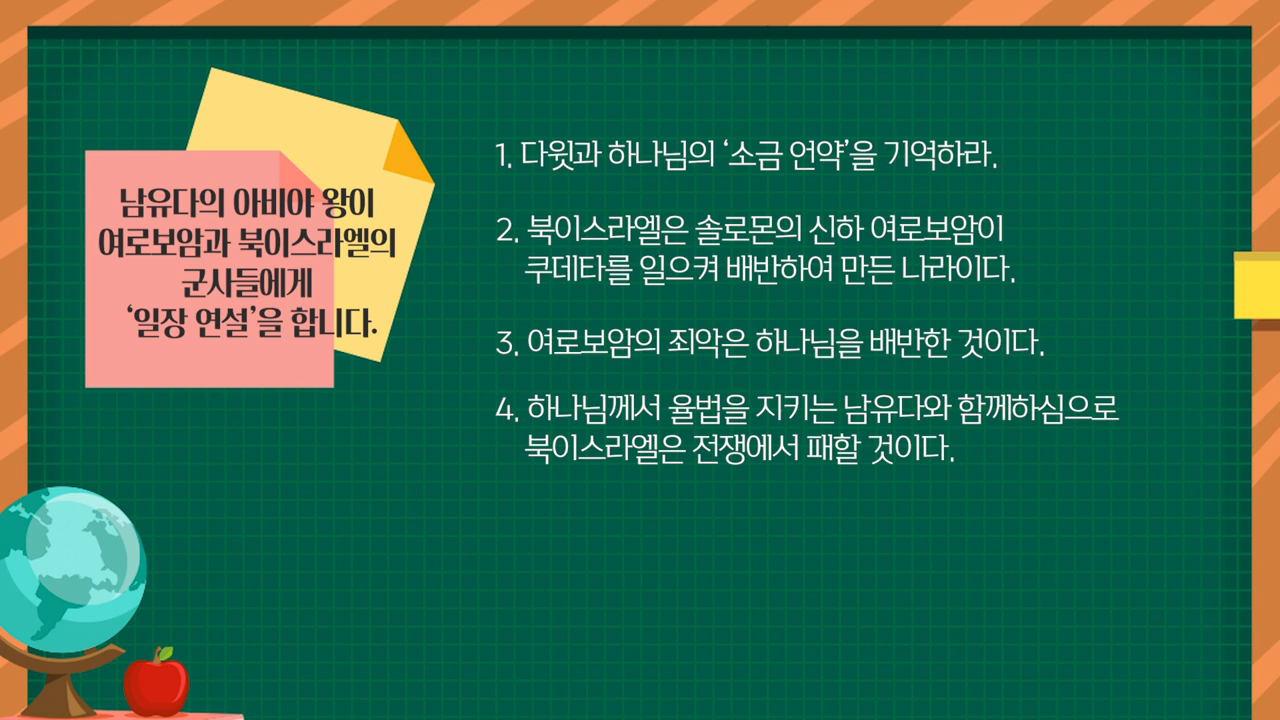 남유다의 아비야 왕이
여로보암과 북이스라엘의
군사들에게
‘일장 연설’을 합니다.
1. 다윗과 하나님의 ‘소금 언약’을 기억하라.
2. 북이스라엘은 솔로몬의 신하 여로보암이
쿠데타를 일으켜 배반하여 만든 나라이다.
3. 여로보암의 죄악은 하나님을 배반한 것이다.
4. 하나님께서 율법을 지키는 남유다와 함께하심으로
북이스라엘은 전쟁에서 패할 것이다.